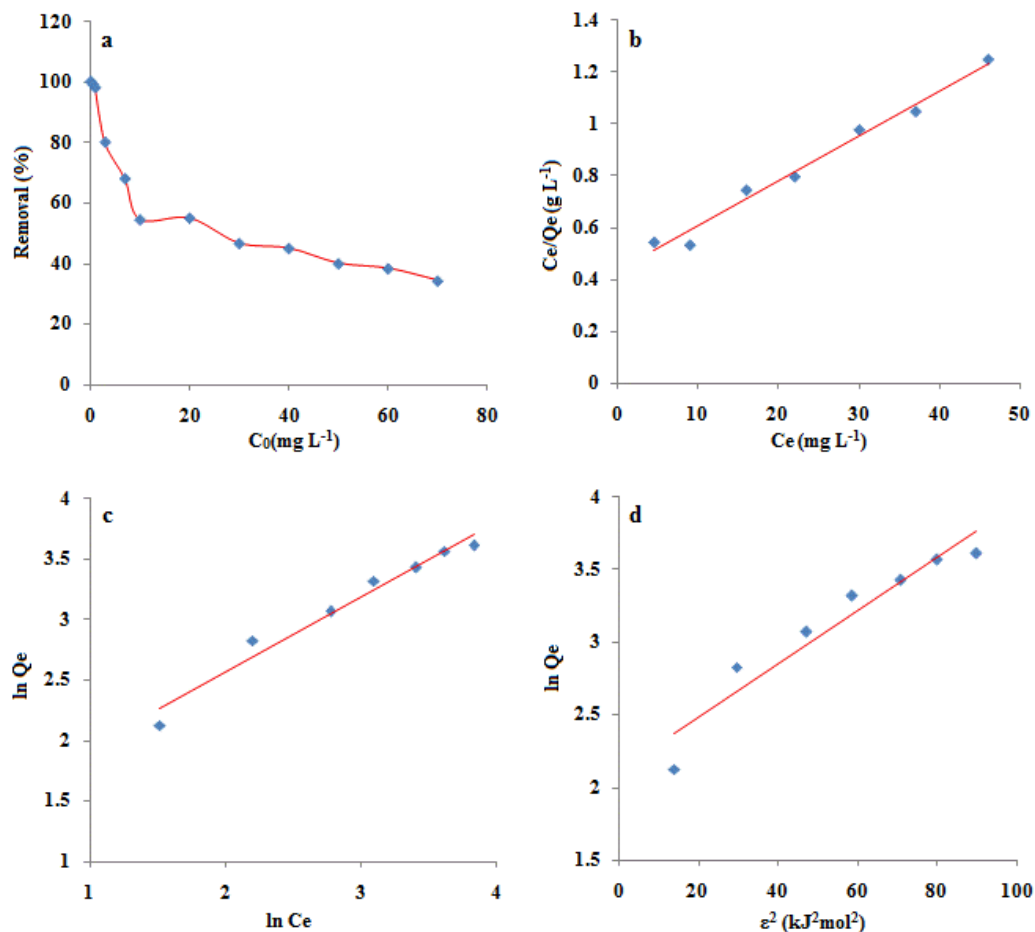 a
120
100
80
60
40
20
0
Removal (%)
0 20 40 60 80
C₀(mg L⁻¹)
b
1.4
1.2
1
0.8
0.6
0.4
0.2
0
Ce/Qe (g L⁻¹)
0 10 20 30 40 50
Ce (mg L⁻¹)
c
4
3.5
3
2.5
2
1.5
1
ln Qe
1 2 3 4
ln Ce
d
4
3.5
3
2.5
2
1.5
ln Qe
0 20 40 60 80 100
ε² (kJ²mol²)